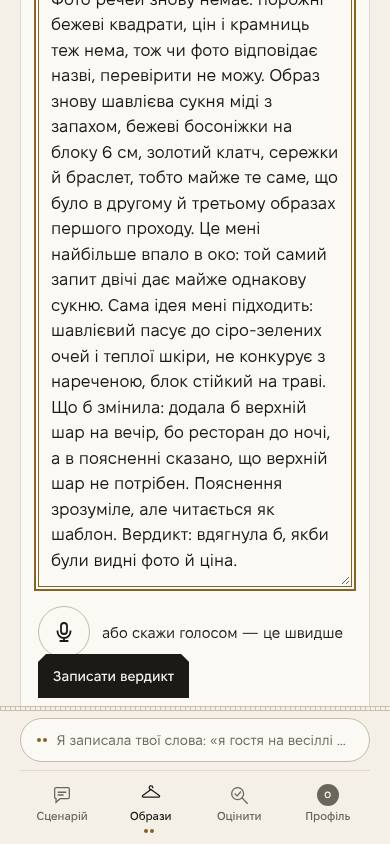 Фото речей знову немає: порожні
бежеві квадрати, цін і крамниць
теж нема, тож чи фото відповідає
назві, перевірити не можу. Образ
знову шавлієва сукня міді з
запахом, бежеві босоніжки на
блоку 6 см, золотий клатч, сережки
й браслет, тобто майже те саме, що
було в другому й третьому образах
першого проходу. Це мені
найбільше впало в око: той самий
запит двічі дає майже однакову
сукню. Сама ідея мені підходить:
шавлієвий пасує до сіро-зелених
очей і теплої шкіри, не конкурує з
нареченою, блок стійкий на траві.
Що б змінила: додала б верхній
шар на вечір, бо ресторан до ночі,
а в поясненні сказано, що верхній
шар не потрібен. Пояснення
зрозуміле, але читається як
шаблон. Вердикт: вдягнула б, якби
були видні фото й ціна.
або скажи голосом — це швидше
Записати вердикт
Я записала твої слова: «я гостя на весіллі ...
Сценарій
Образи
Оцінити
О
Профіль